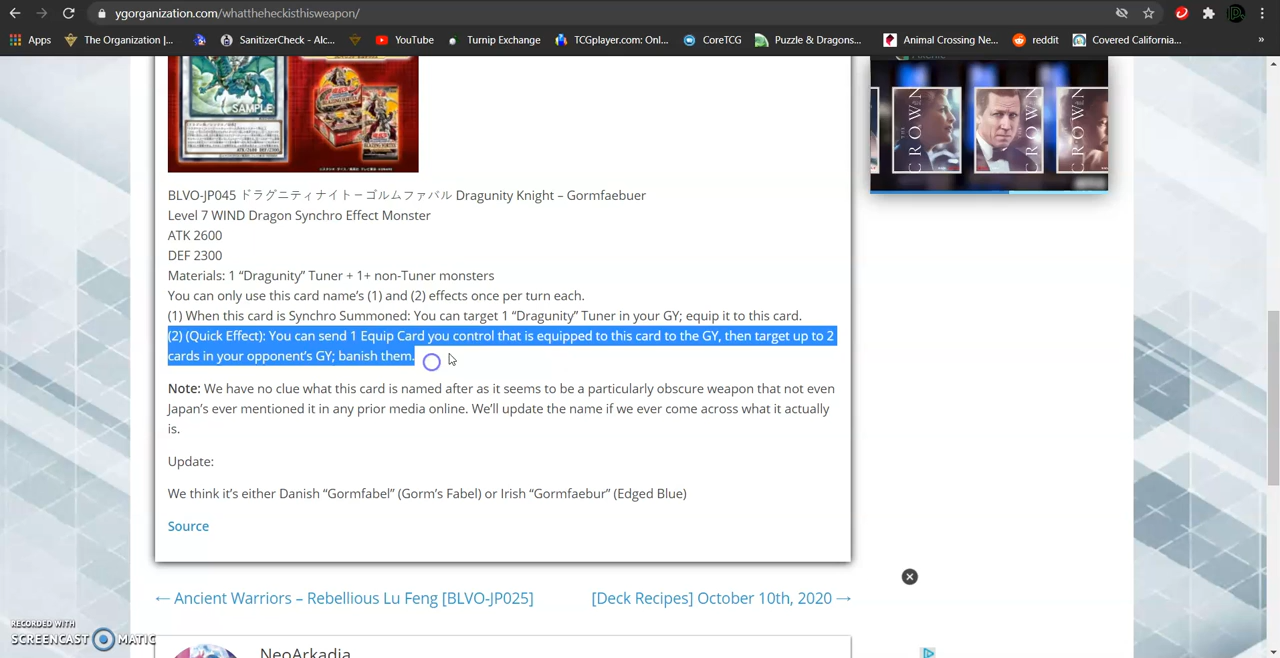 ygorganization.com/whattheheckisthisweapon/
Apps The Organization |... SanitizerCheck - Alc... YouTube Turnip Exchange TCGplayer.com: Onl... CoreTCG Puzzle & Dragons... Animal Crossing Ne... reddit Covered California... »
SAMPLE
BLVO-JP045 ドラグニティナイト－ゴルムファバル Dragunity Knight – Gormfaebuer
Level 7 WIND Dragon Synchro Effect Monster
ATK 2600
DEF 2300
Materials: 1 “Dragunity” Tuner + 1+ non-Tuner monsters
You can only use this card name’s (1) and (2) effects once per turn each.
(1) When this card is Synchro Summoned: You can target 1 “Dragunity” Tuner in your GY; equip it to this card.
(2) (Quick Effect): You can send 1 Equip Card you control that is equipped to this card to the GY, then target up to 2
cards in your opponent’s GY; banish them.
Note: We have no clue what this card is named after as it seems to be a particularly obscure weapon that not even
Japan’s ever mentioned it in any prior media online. We’ll update the name if we ever come across what it actually
is.
Update:
We think it’s either Danish “Gormfabel” (Gorm’s Fabel) or Irish “Gormfaebur” (Edged Blue)
Source
← Ancient Warriors – Rebellious Lu Feng [BLVO-JP025]
[Deck Recipes] October 10th, 2020 →
NeoArkadia
THE CROWN
THE CROWN
RECORDED WITH
SCREENCAST MATIC